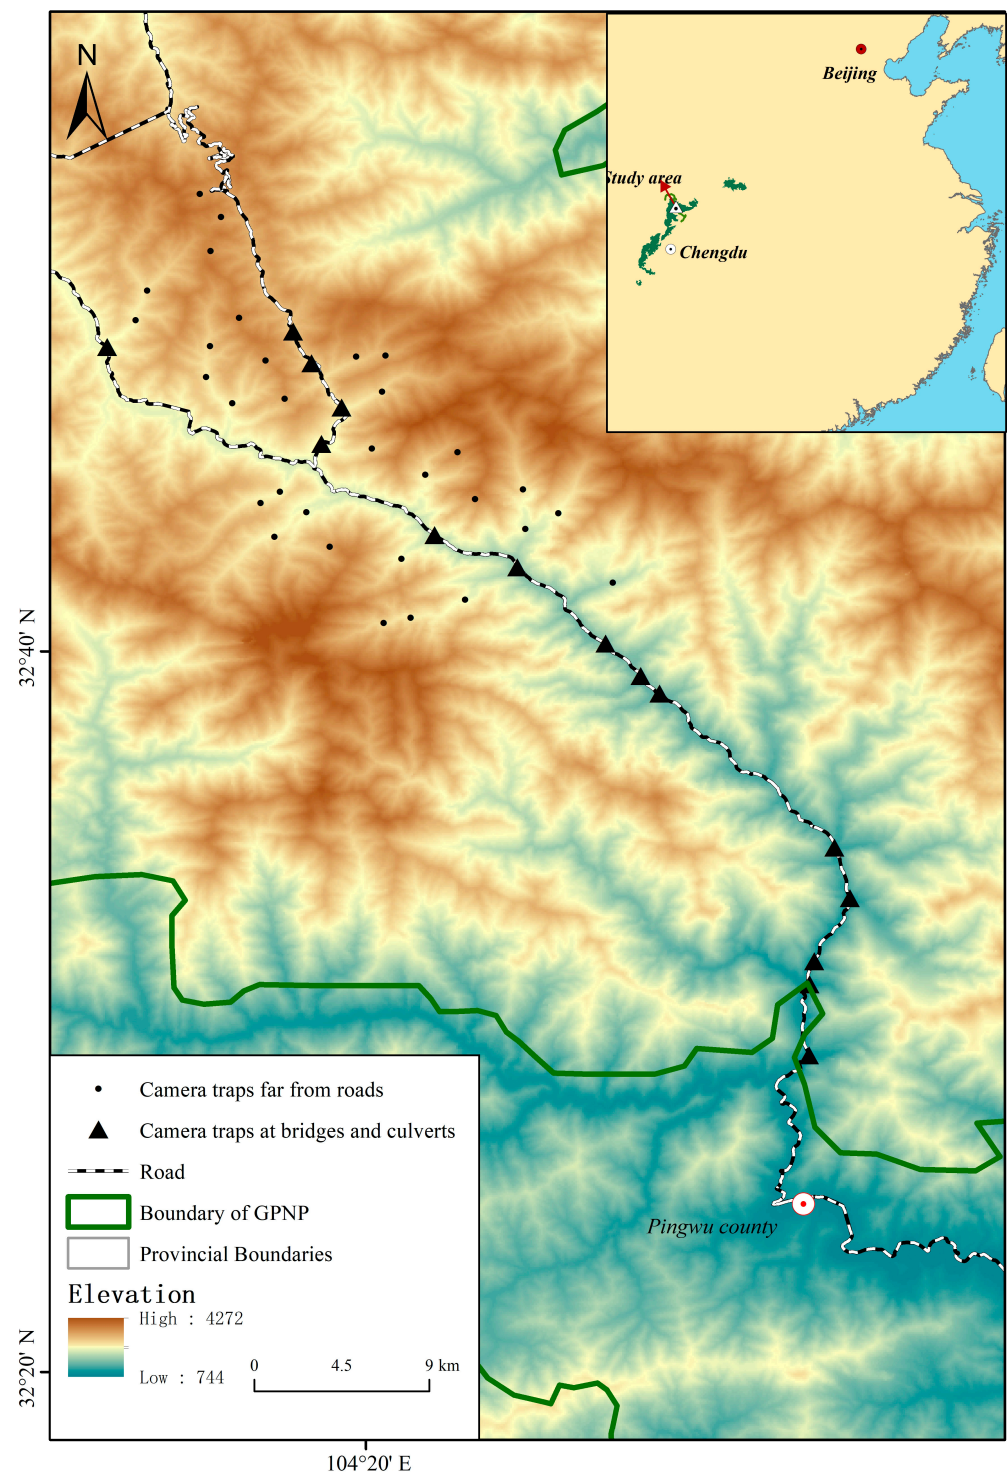 N
Beijing
Study area
Chengdu
32°40' N
Camera traps far from roads
Camera traps at bridges and culverts
Road
Boundary of GPNP
Provincial Boundaries
Elevation
High : 4272
Low : 744
0 4.5 9 km
Pingwu county
32°20' N
104°20' E